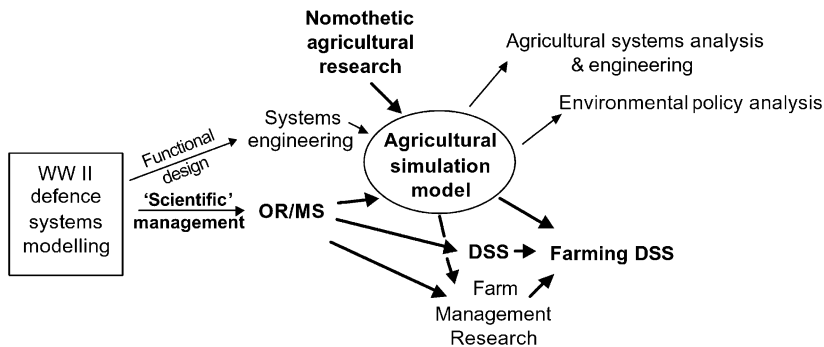 Nomothetic
agricultural
research
Agricultural systems analysis
& engineering
Environmental policy analysis
Systems
engineering
Agricultural
simulation
model
Functional
design
WW II
defence
systems
modelling
‘Scientific’
management
OR/MS
DSS
Farming DSS
Farm
Management
Research